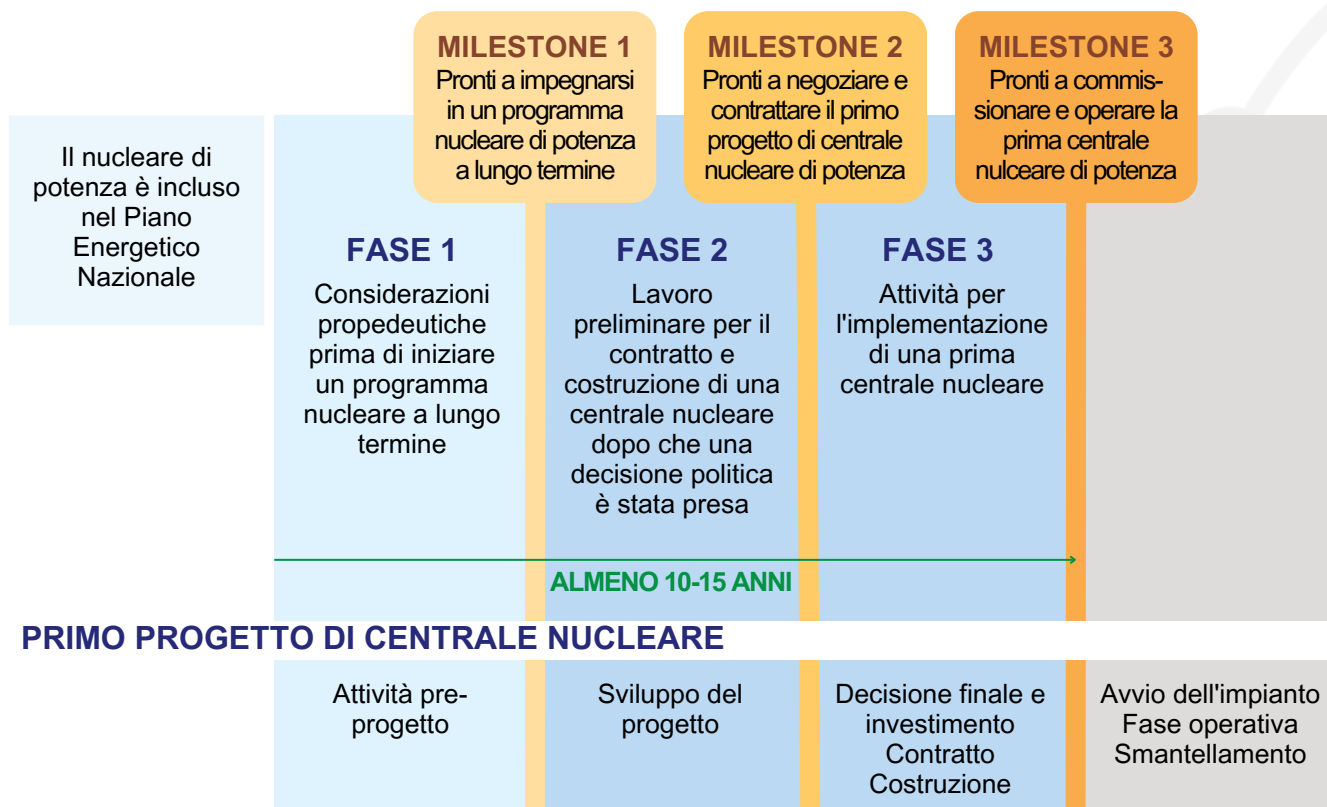 MILESTONE 1
Pronti a impegnarsi
in un programma
nucleare di potenza
a lungo termine
MILESTONE 2
Pronti a negoziare e
contrattare il primo
progetto di centrale
nucleare di potenza
MILESTONE 3
Pronti a commis-
sionare e operare la
prima centrale
nulceare di potenza
Il nucleare di
potenza è incluso
nel Piano
Energetico
Nazionale
FASE 1
Considerazioni
propedeutiche
prima di iniziare
un programma
nucleare a lungo
termine
FASE 2
Lavoro
preliminare per il
contratto e
costruzione di una
centrale nucleare
dopo che una
decisione politica
è stata presa
FASE 3
Attività per
l'implementazione
di una prima
centrale nucleare
ALMENO 10-15 ANNI
PRIMO PROGETTO DI CENTRALE NUCLEARE
Attività pre-
progetto
Sviluppo del
progetto
Decisione finale e
investimento
Contratto
Costruzione
Avvio dell'impianto
Fase operativa
Smantellamento